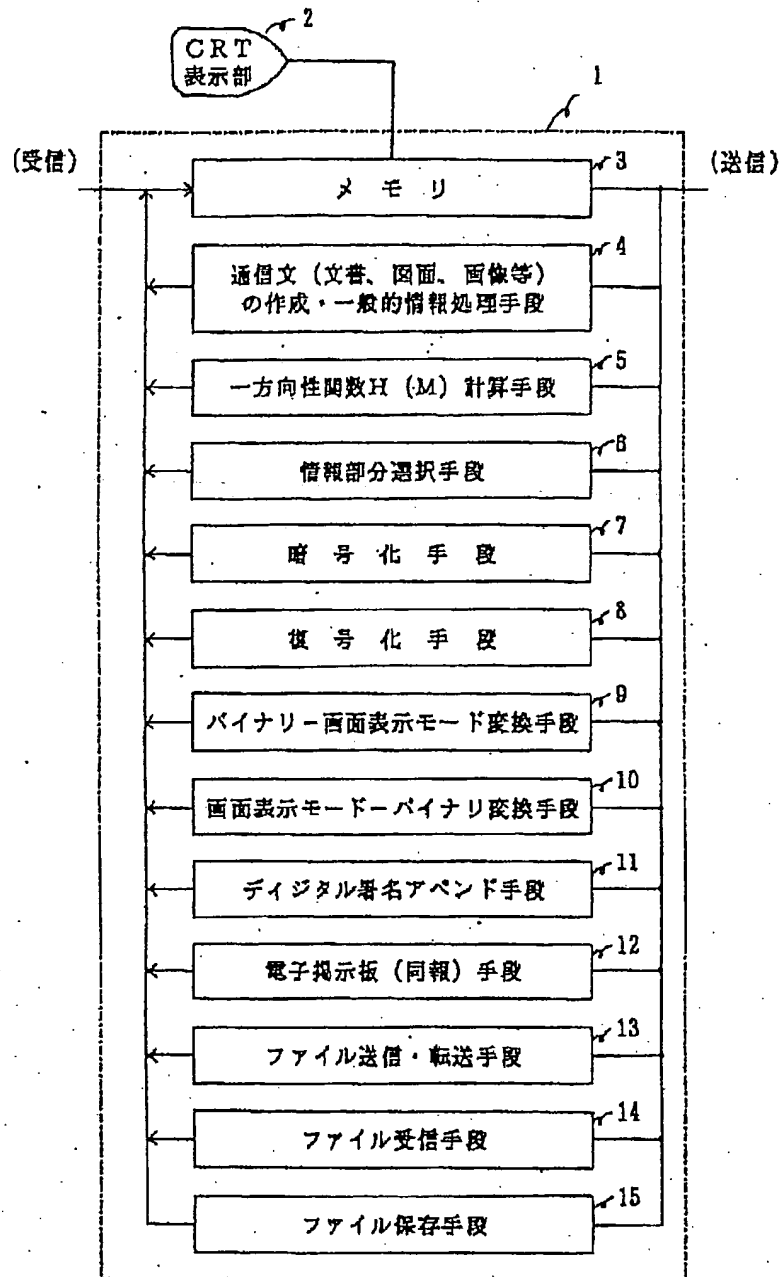 2
CRT
表示部
1
(受信)
(送信)
3
メモリ
4
通信文(文書、図面、画像等)
の作成・一般的情報処理手段
5
一方向性関数H(M)計算手段
6
情報部分選択手段
7
暗号化手段
8
復号化手段
9
バイナリー画面表示モード変換手段
10
画面表示モードーバイナリ変換手段
11
ディジタル署名アペンド手段
12
電子掲示板(同報)手段
13
ファイル送信・転送手段
14
ファイル受信手段
15
ファイル保存手段